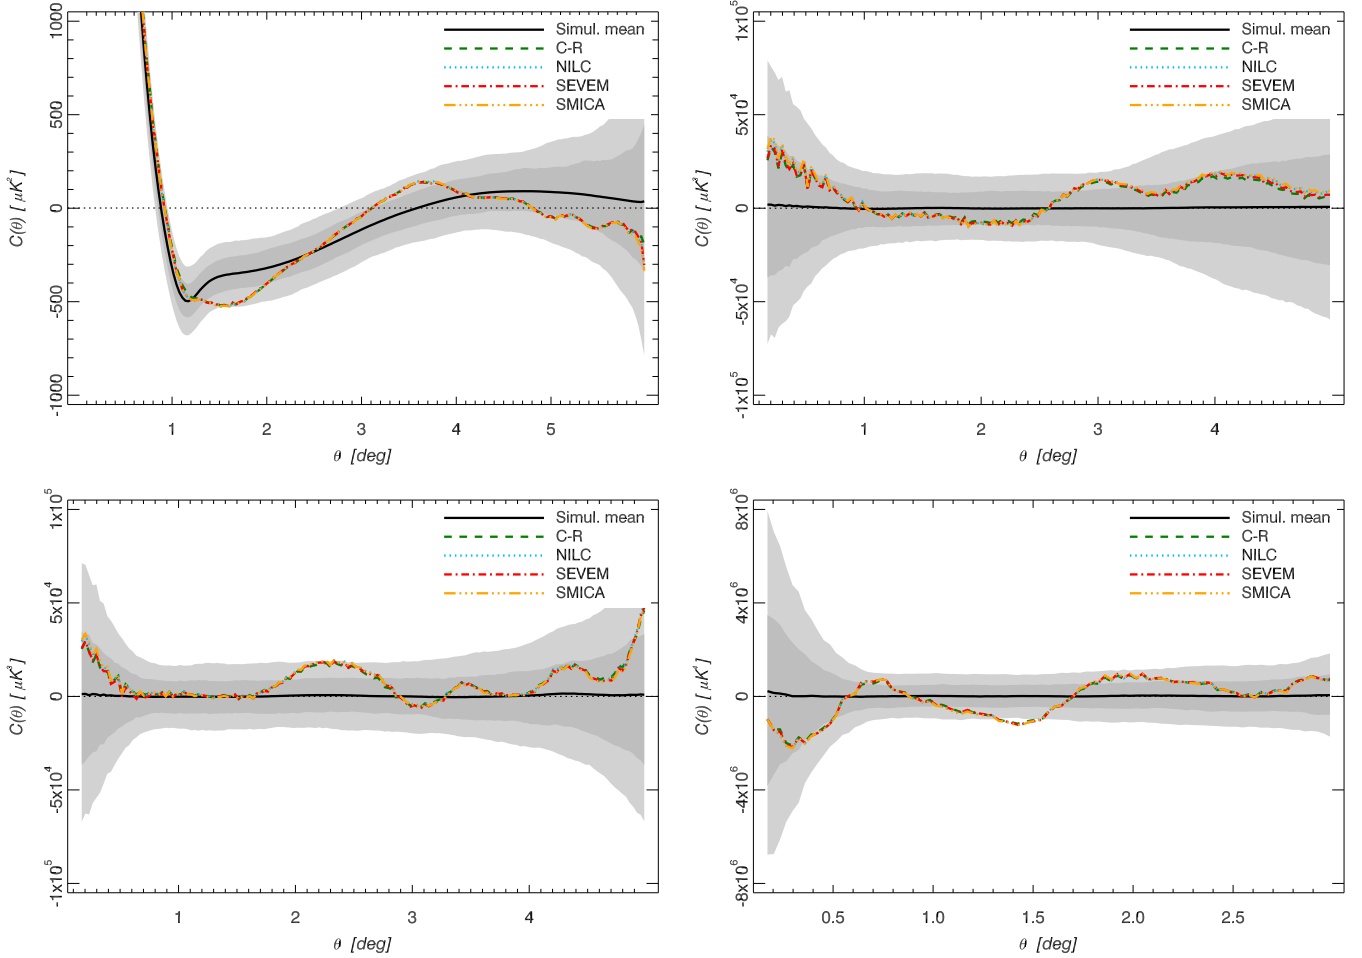 Simul. mean
C-R
NILC
SEVEM
SMICA
1000
500
0
-500
-1000
C(θ) [ μK²]
1 2 3 4 5
θ [deg]
Simul. mean
C-R
NILC
SEVEM
SMICA
1x10⁵
5x10⁴
0
-5x10⁴
-1x10⁵
C(θ) [ μK³]
1 2 3 4
θ [deg]
Simul. mean
C-R
NILC
SEVEM
SMICA
1x10⁵
5x10⁴
0
-5x10⁴
-1x10⁵
C(θ) [ μK³]
1 2 3 4
θ [deg]
Simul. mean
C-R
NILC
SEVEM
SMICA
8x10⁶
4x10⁶
0
-4x10⁶
-8x10⁶
C(θ) [ μK⁴]
0.5 1.0 1.5 2.0 2.5
θ [deg]